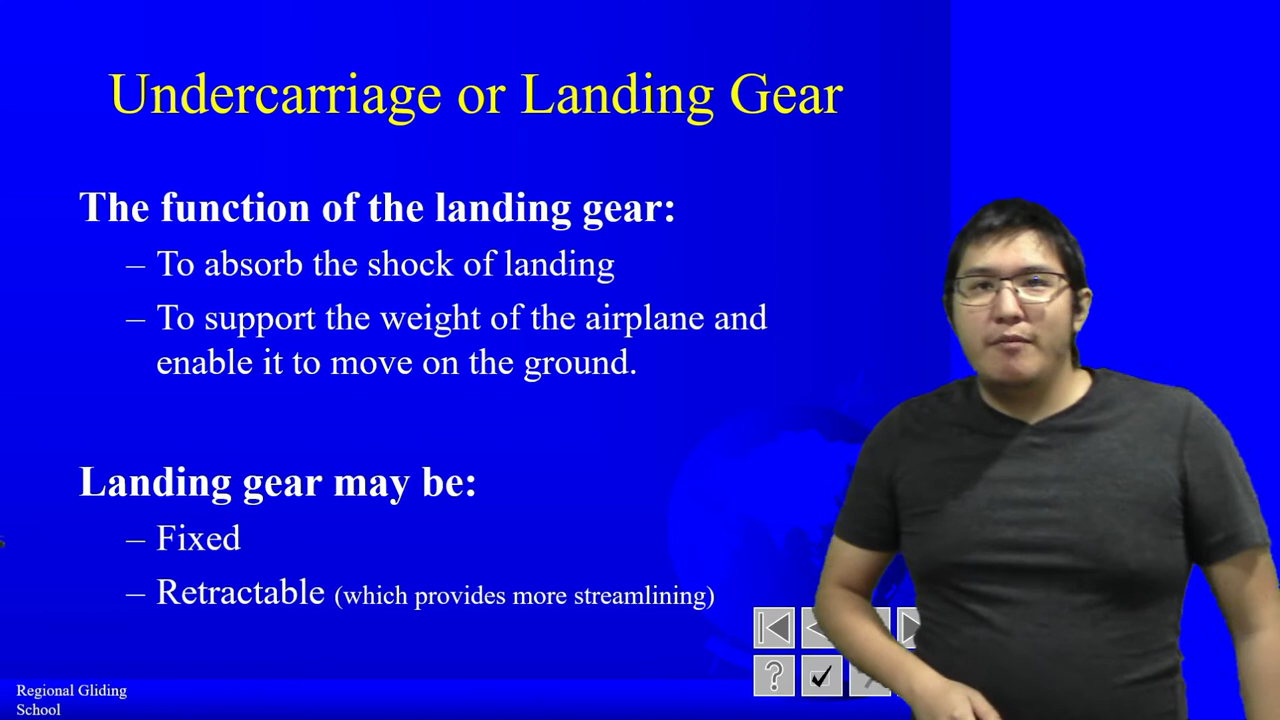 Undercarriage or Landing Gear
The function of the landing gear:
– To absorb the shock of landing
– To support the weight of the airplane and
enable it to move on the ground.
Landing gear may be:
– Fixed
– Retractable (which provides more streamlining)
?
Regional Gliding
School